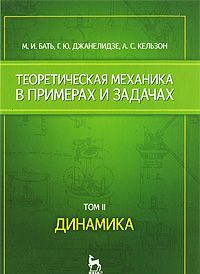 М. И. БАТЬ, Г. Ю. ДЖАНЕЛИДЗЕ, А. С. КЕЛЬЗОН
ТЕОРЕТИЧЕСКАЯ МЕХАНИКА
В ПРИМЕРАХ И ЗАДАЧАХ
ТОМ II
ДИНАМИКА